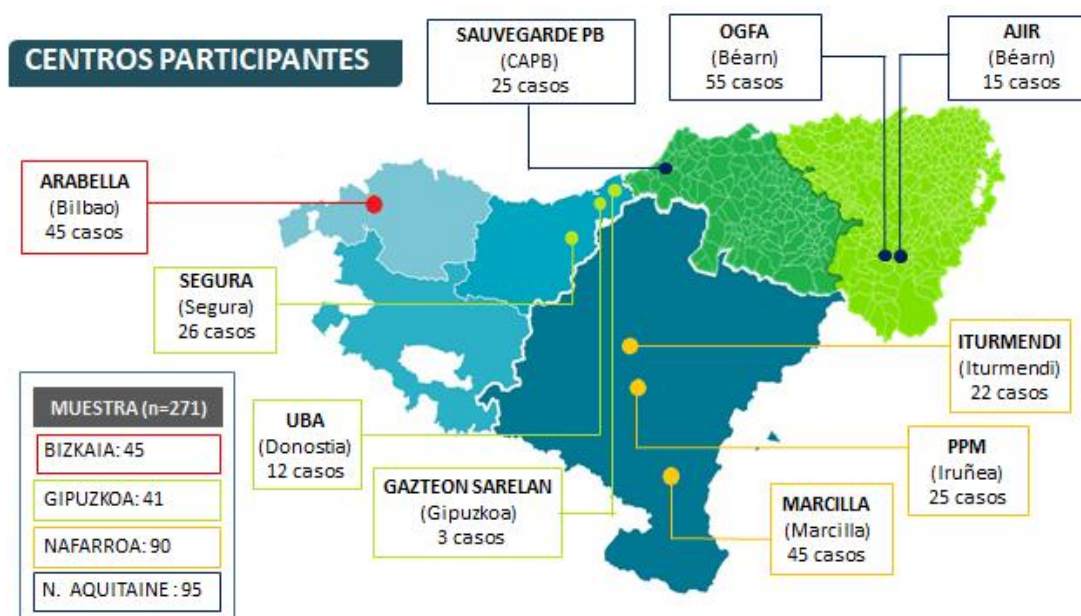 CENTROS PARTICIPANTES
SAUVEGARDE PB
(CAPB)
25 casos
OGFA
(Béarn)
55 casos
AJIR
(Béarn)
15 casos
ARABELLA
(Bilbao)
45 casos
SEGURA
(Segura)
26 casos
ITURMENDI
(Iturmendi)
22 casos
UBA
(Donostia)
12 casos
GAZTEON SARELAN
(Gipuzkoa)
3 casos
PPM
(Iruñea)
25 casos
MARCILLA
(Marcilla)
45 casos
MUESTRA (n=271)
BIZKAIA: 45
GIPUZKOA: 41
NAFARROA: 90
N. AQUITAINE : 95